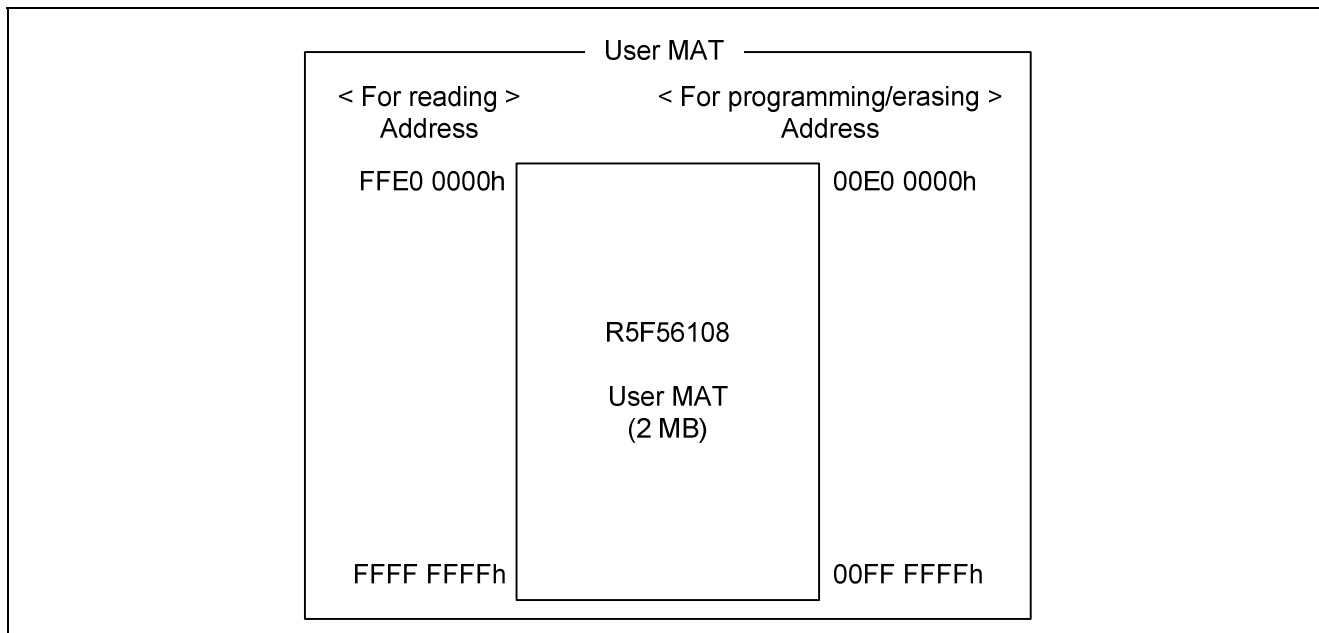 User MAT
< For reading >
Address
< For programming/erasing >
Address
FFE0 0000h
00E0 0000h
R5F56108
User MAT
(2 MB)
FFFF FFFFh
00FF FFFFh